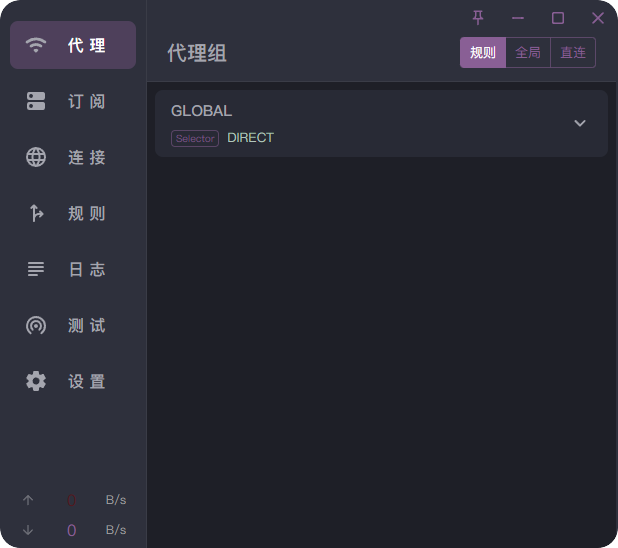 代理
订阅
连接
规则
日志
测试
设置
0 B/s
0 B/s
代理组
规则 全局 直连
GLOBAL
Selector DIRECT